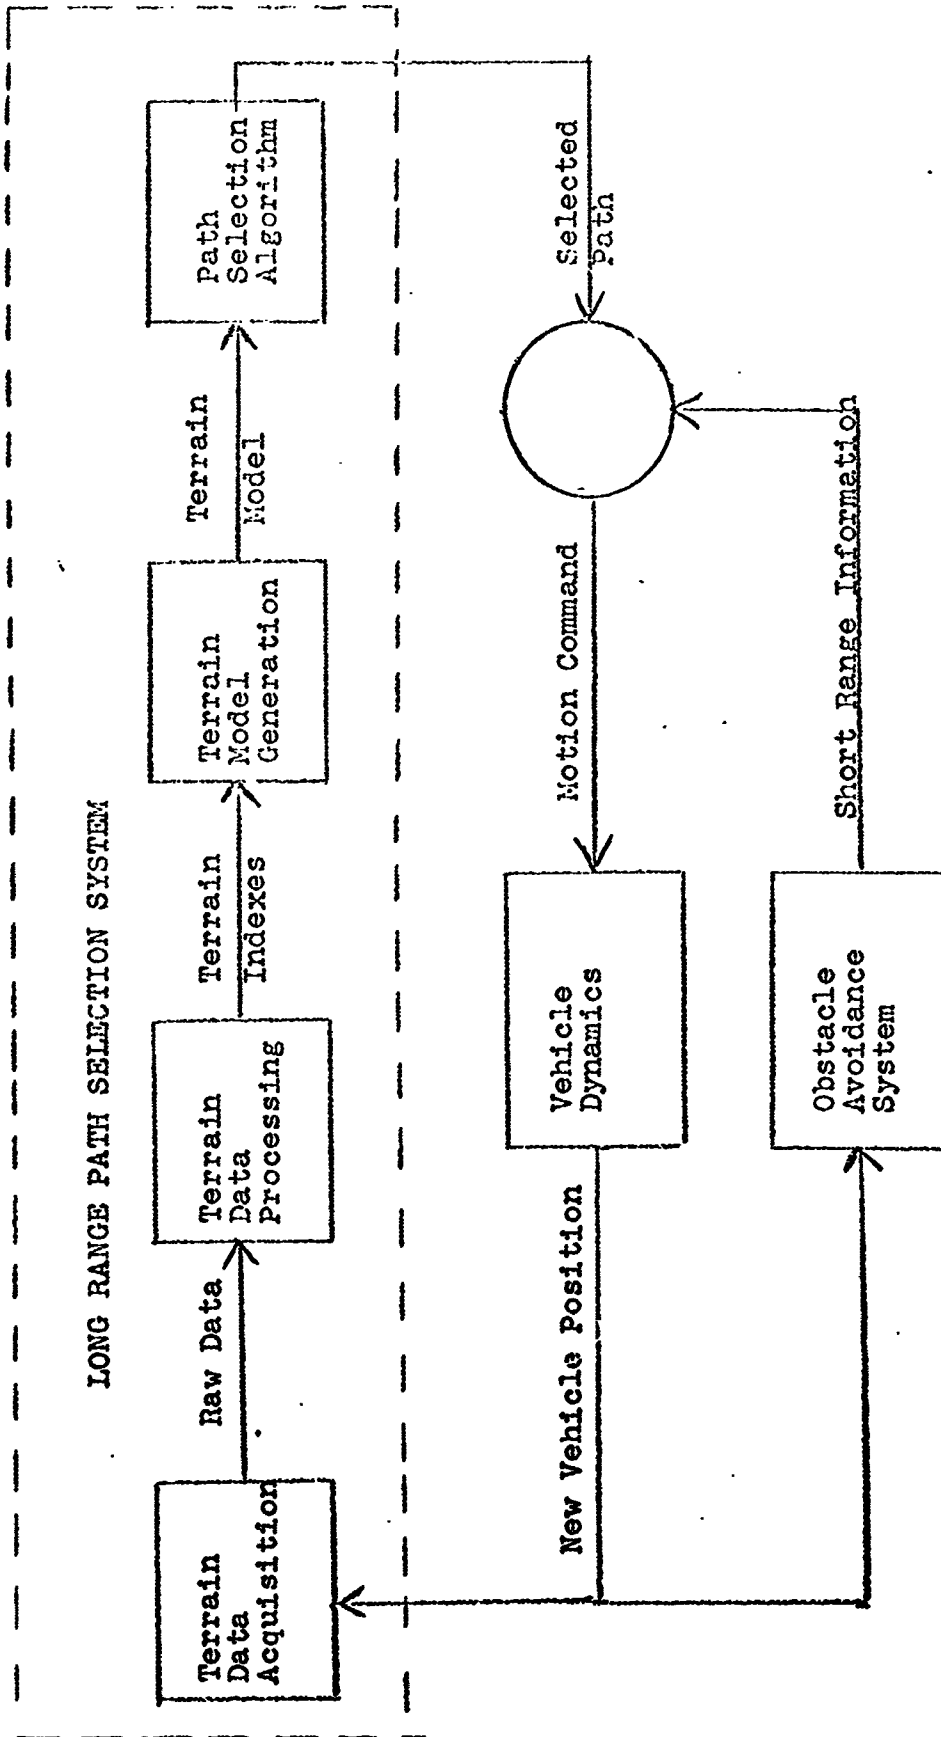 LONG RANGE PATH SELECTION SYSTEM
Terrain
Data
Acquisition
Raw Data
Terrain
Data
Processing
Terrain
Indexes
Terrain
Model
Generation
Terrain
Model
Path
Selection
Algorithm
New Vehicle Position
Vehicle
Dynamics
Motion Command
Selected
Path
Obstacle
Avoidance
System
Short Range Information